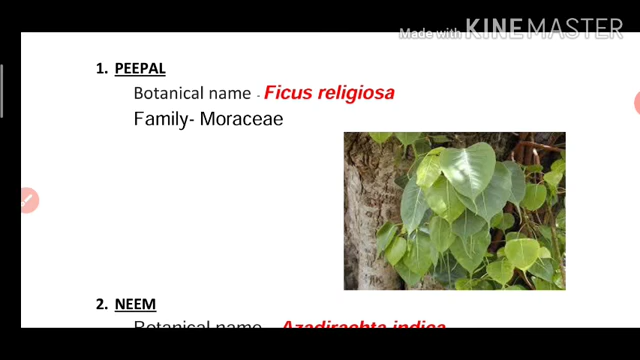 Made with KINEMASTER
1. PEEPAL
Botanical name - Ficus religiosa
Family- Moraceae
2. NEEM
Botanical name - Azadirachta indica